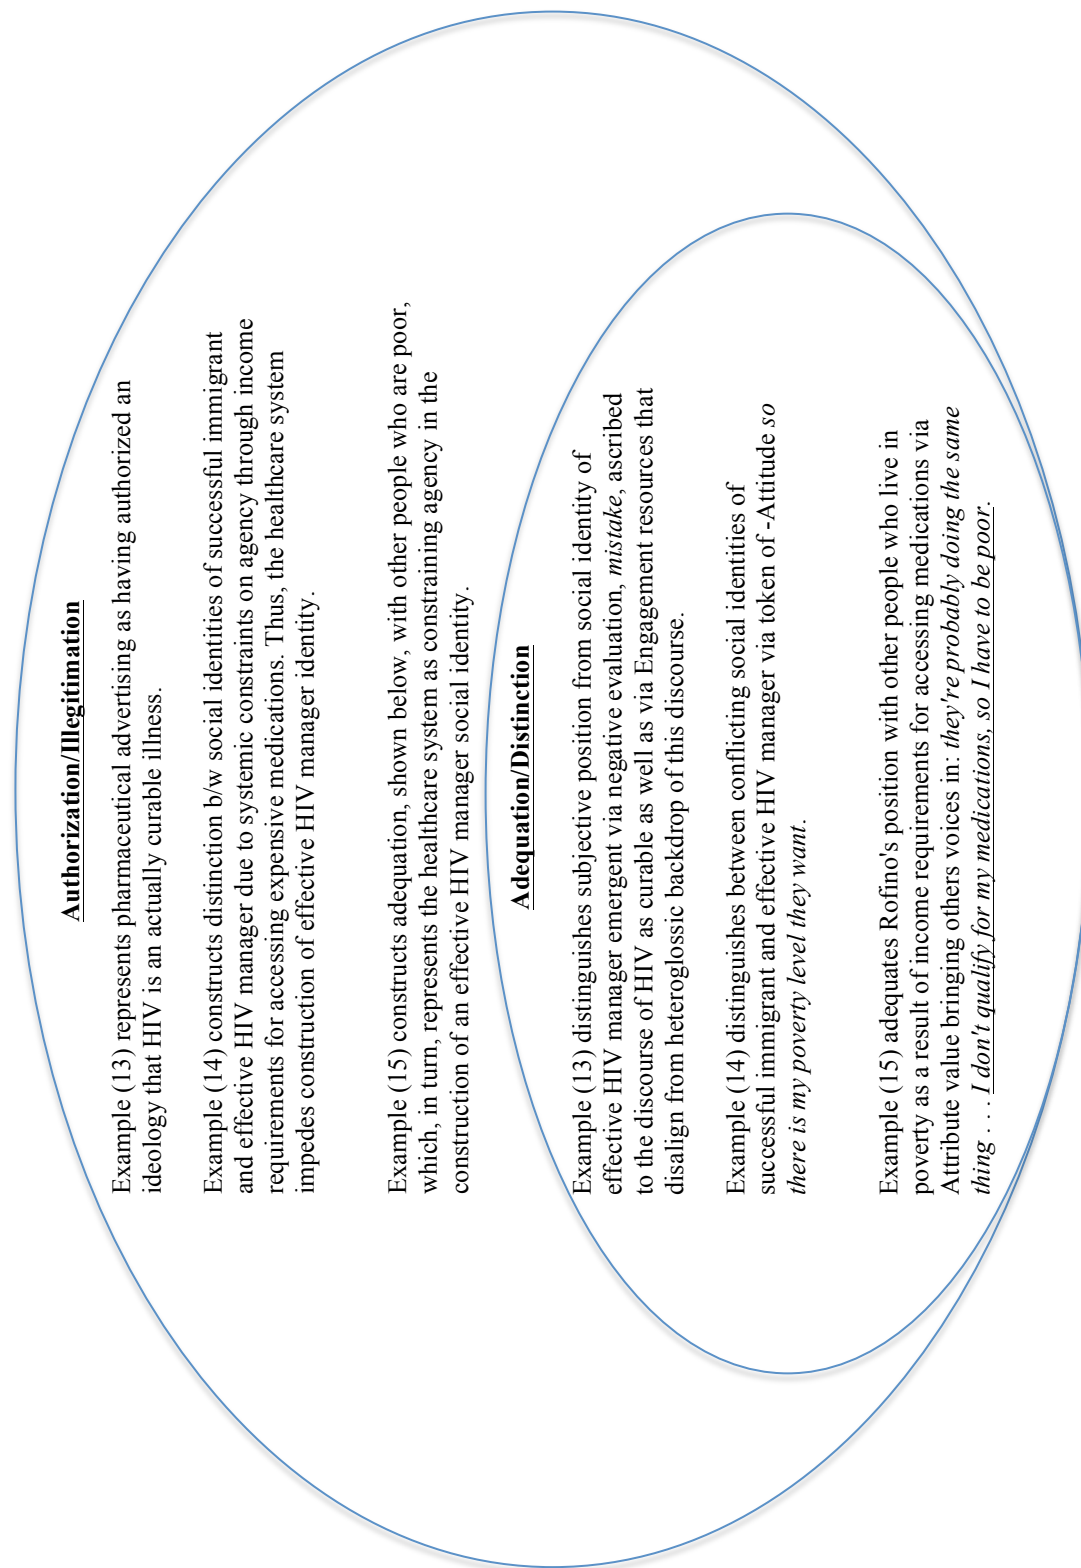 Authorization/Illegitimation
Example (13) represents pharmaceutical advertising as having authorized an
ideology that HIV is an actually curable illness.
Example (14) constructs distinction b/w social identities of successful immigrant
and effective HIV manager due to systemic constraints on agency through income
requirements for accessing expensive medications. Thus, the healthcare system
impedes construction of effective HIV manager identity.
Example (15) constructs adequation, shown below, with other people who are poor,
which, in turn, represents the healthcare system as constraining agency in the
construction of an effective HIV manager social identity.
Adequation/Distinction
Example (13) distinguishes subjective position from social identity of
effective HIV manager emergent via negative evaluation, mistake, ascribed
to the discourse of HIV as curable as well as via Engagement resources that
disalign from heteroglossic backdrop of this discourse.
Example (14) distinguishes between conflicting social identities of
successful immigrant and effective HIV manager via token of -Attitude so
there is my poverty level they want.
Example (15) adequates Rofino's position with other people who live in
poverty as a result of income requirements for accessing medications via
Attribute value bringing others voices in: they're probably doing the same
thing . . . I don't qualify for my medications, so I have to be poor.